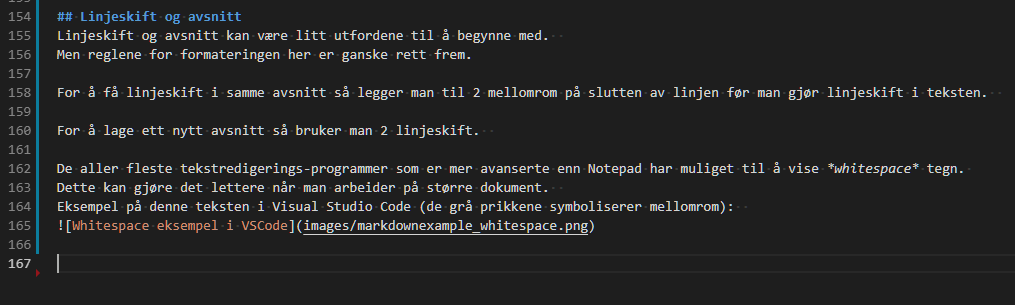 154 ## Linjeskift og avsnitt
155 Linjeskift og avsnitt kan være litt utfordene til å begynne med.
156 Men reglene for formateringen her er ganske rett frem.
157
158 For å få linjeskift i samme avsnitt så legger man til 2 mellomrom på slutten av linjen før man gjør linjeskift i teksten.
159
160 For å lage ett nytt avsnitt så bruker man 2 linjeskift.
161
162 De aller fleste tekstredigerings-programmer som er mer avanserte enn Notepad har muliget til å vise *whitespace* tegn.
163 Dette kan gjøre det lettere når man arbeider på større dokument.
164 Eksempel på denne teksten i Visual Studio Code (de grå prikkene symboliserer mellomrom):
165 ![Whitespace eksempel i VSCode](images/markdownexample_whitespace.png)
166
167